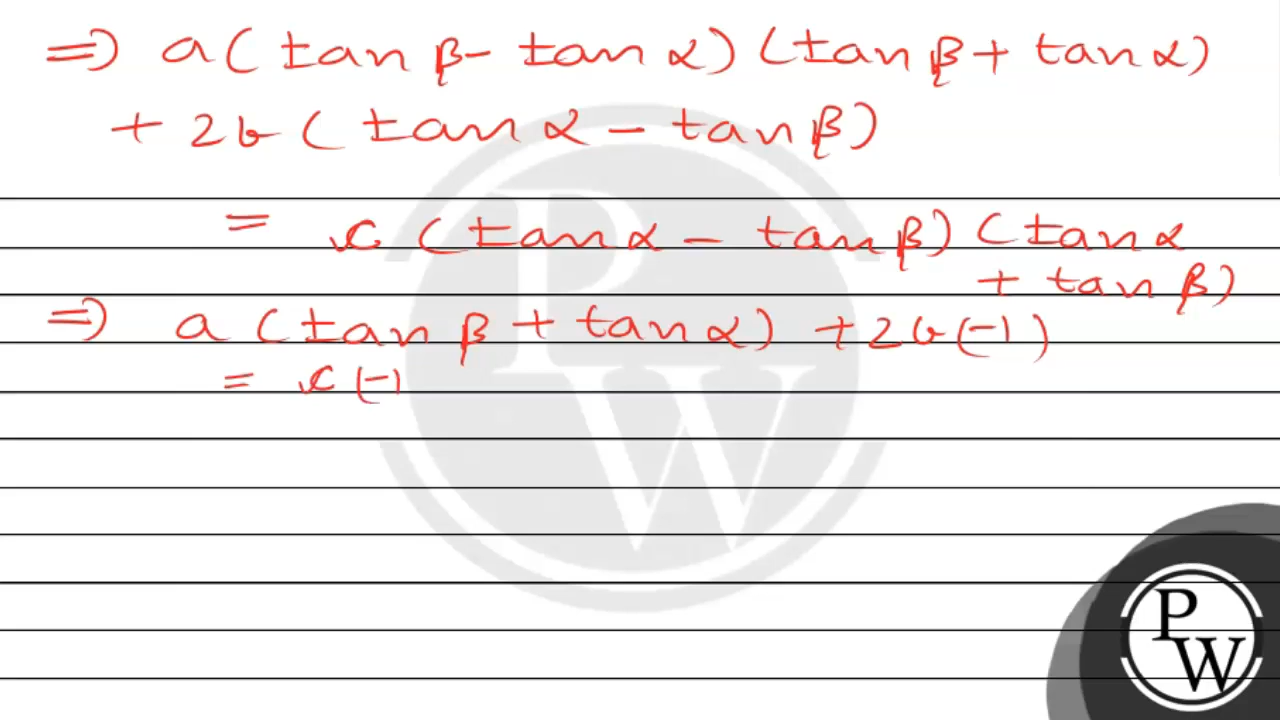 ⇒ a (tan β - tan α) (tan β + tan α)
+ 2b (tan α - tan β)
= c (tan α - tan β) (tan α
+ tan β)
⇒ a (tan β + tan α) + 2b (-1)
= c (-1
P
W
P
W